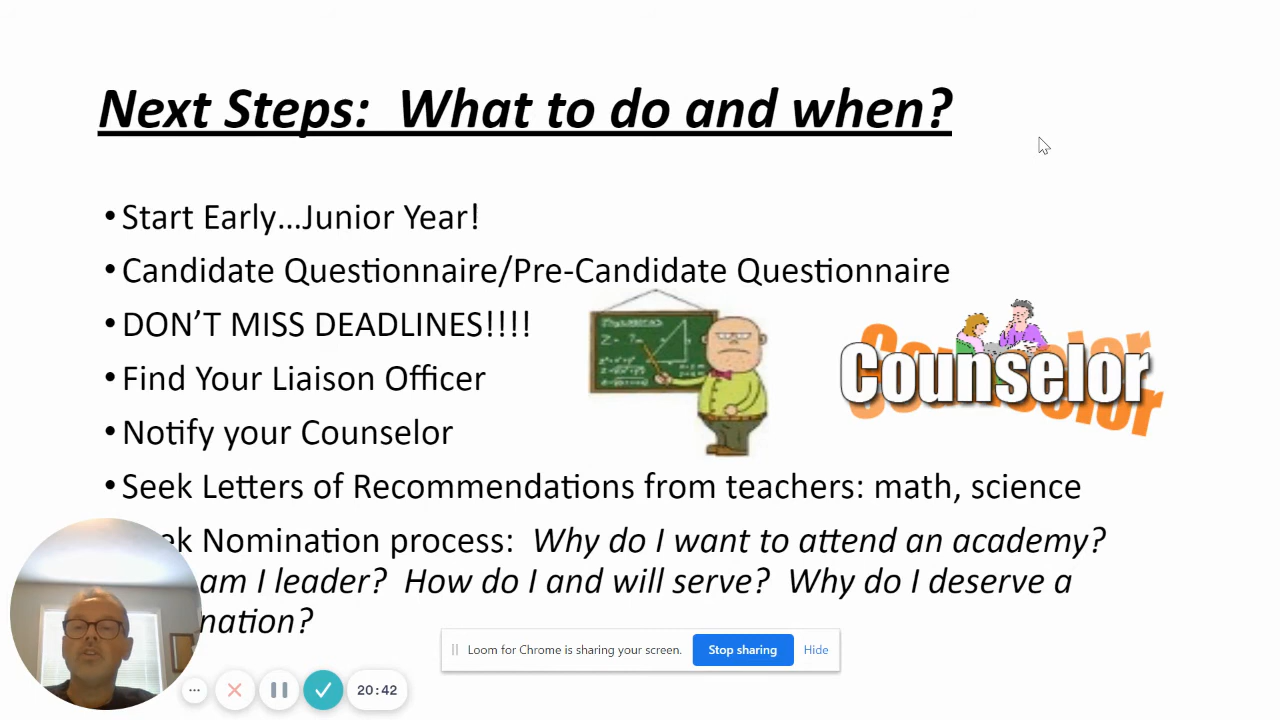 Next Steps: What to do and when?
• Start Early...Junior Year!
• Candidate Questionnaire/Pre-Candidate Questionnaire
• DON'T MISS DEADLINES!!!!
• Find Your Liaison Officer
Counselor
• Notify your Counselor
• Seek Letters of Recommendations from teachers: math, science
Nomination process: Why do I want to attend an academy?
am I leader? How do I and will serve? Why do I deserve a
Loom for Chrome is sharing your screen. Stop sharing Hide
20:42